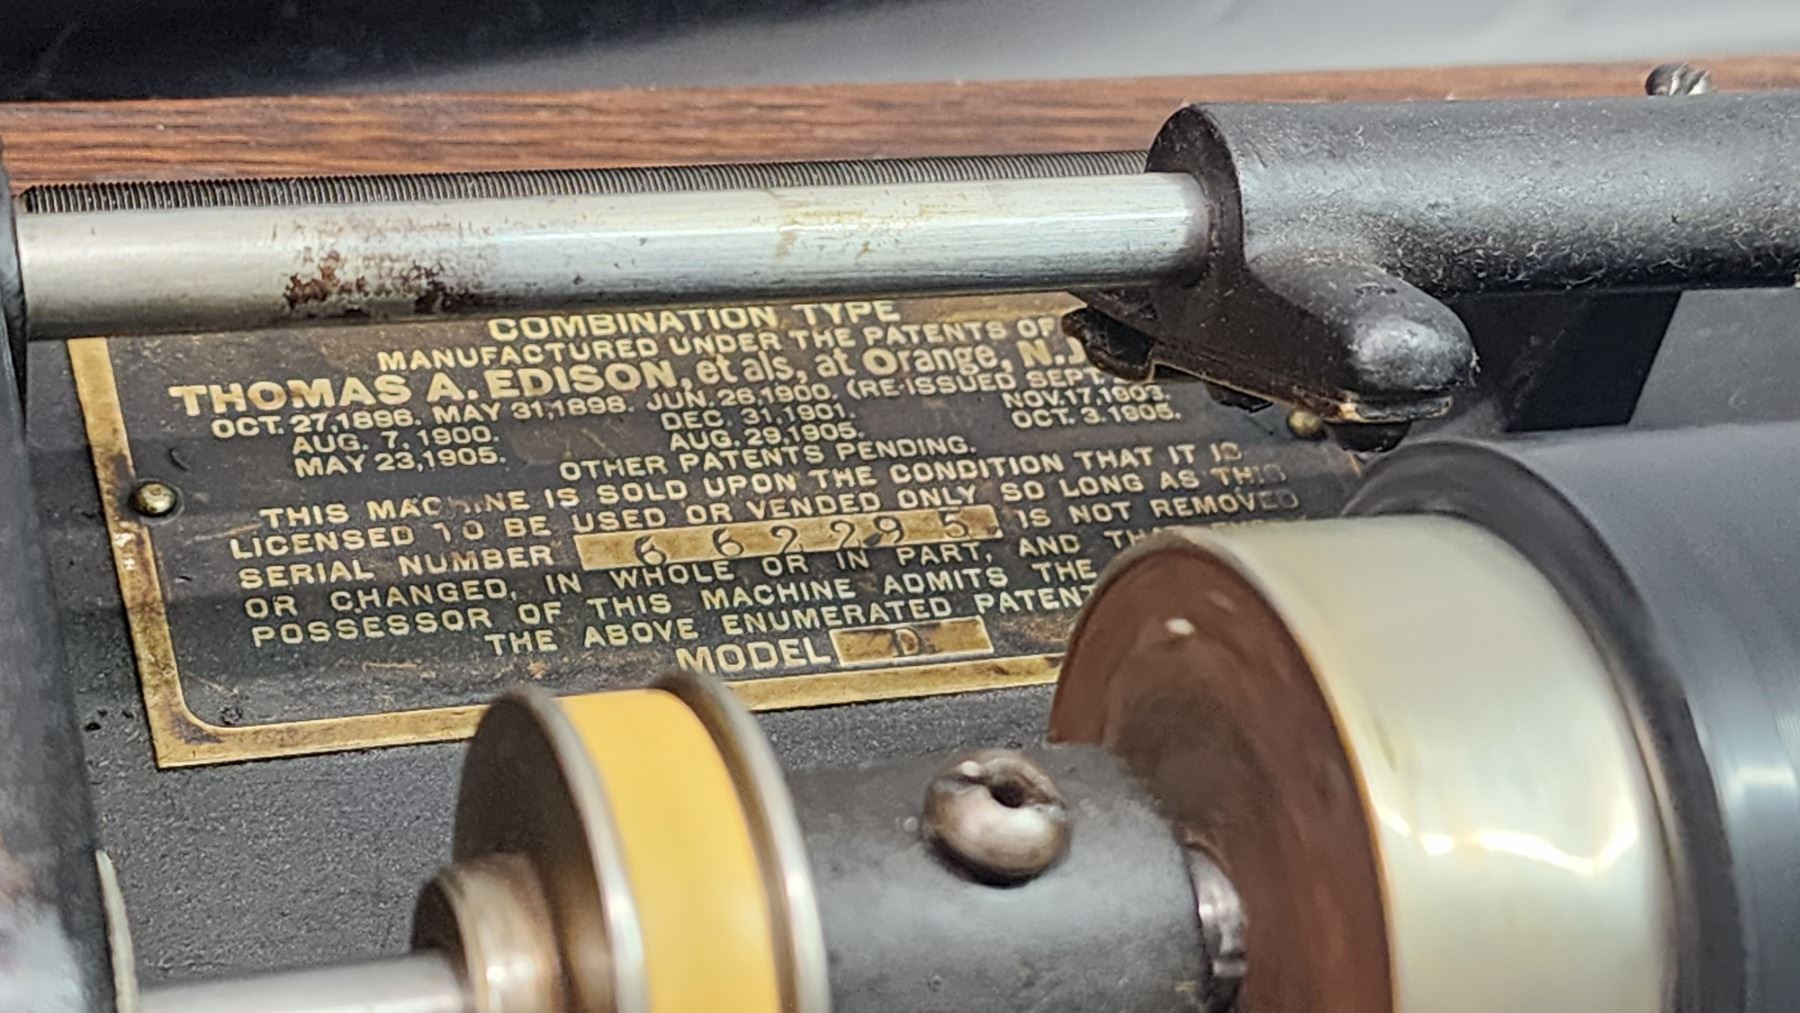 COMBINATION TYPE
MANUFACTURED UNDER THE PATENTS OF
THOMAS A. EDISON, et als, at Orange, N.J.
OCT. 27, 1896. MAY 31, 1898. JUN. 26, 1900. (RE-ISSUED SEPT.
AUG. 7, 1900. DEC. 31, 1901. NOV. 17, 1903.
MAY 23, 1905. AUG. 29, 1905. OCT. 3. 1905.
OTHER PATENTS PENDING.
THIS MACHINE IS SOLD UPON THE CONDITION THAT IT IS
LICENSED TO BE USED OR VENDED ONLY SO LONG AS THIS
SERIAL NUMBER 662295 IS NOT REMOVED
OR CHANGED, IN WHOLE OR IN PART, AND
POSSESSOR OF THIS MACHINE ADMITS THE
THE ABOVE ENUMERATED PATENT
MODEL D.